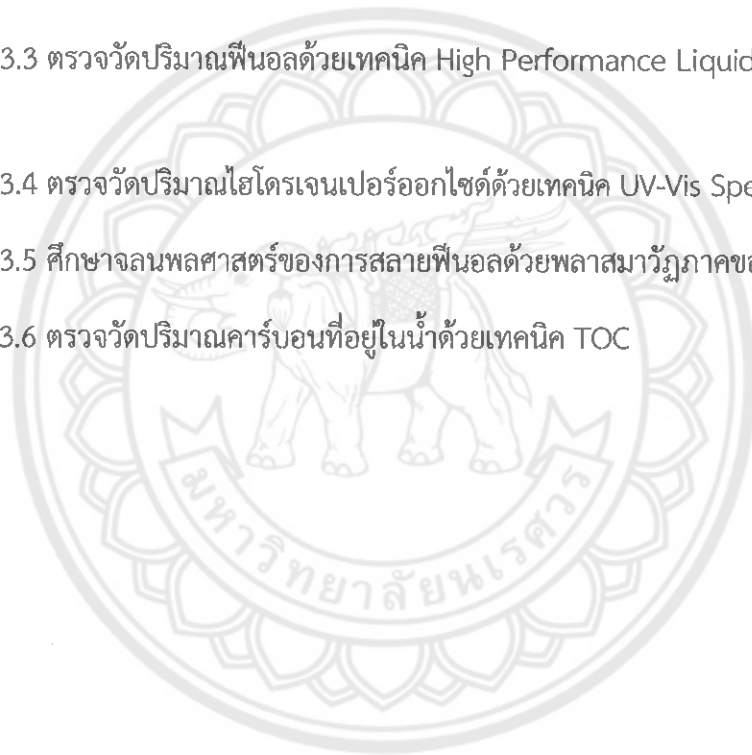 3.3 ตรวจวัดปริมาณฟีนอลด้วยเทคนิค High Performance Liquid
3.4 ตรวจวัดปริมาณไฮโดรเจนเปอร์ออกไซด์ด้วยเทคนิค UV-Vis Spe
3.5 ศึกษาจลนพลศาสตร์ของการสลายฟีนอลด้วยพลาสมาวัฏภาคขอ
3.6 ตรวจวัดปริมาณคาร์บอนที่อยู่ในน้ำด้วยเทคนิค TOC
มหาวิทยาลัยนเรศวร